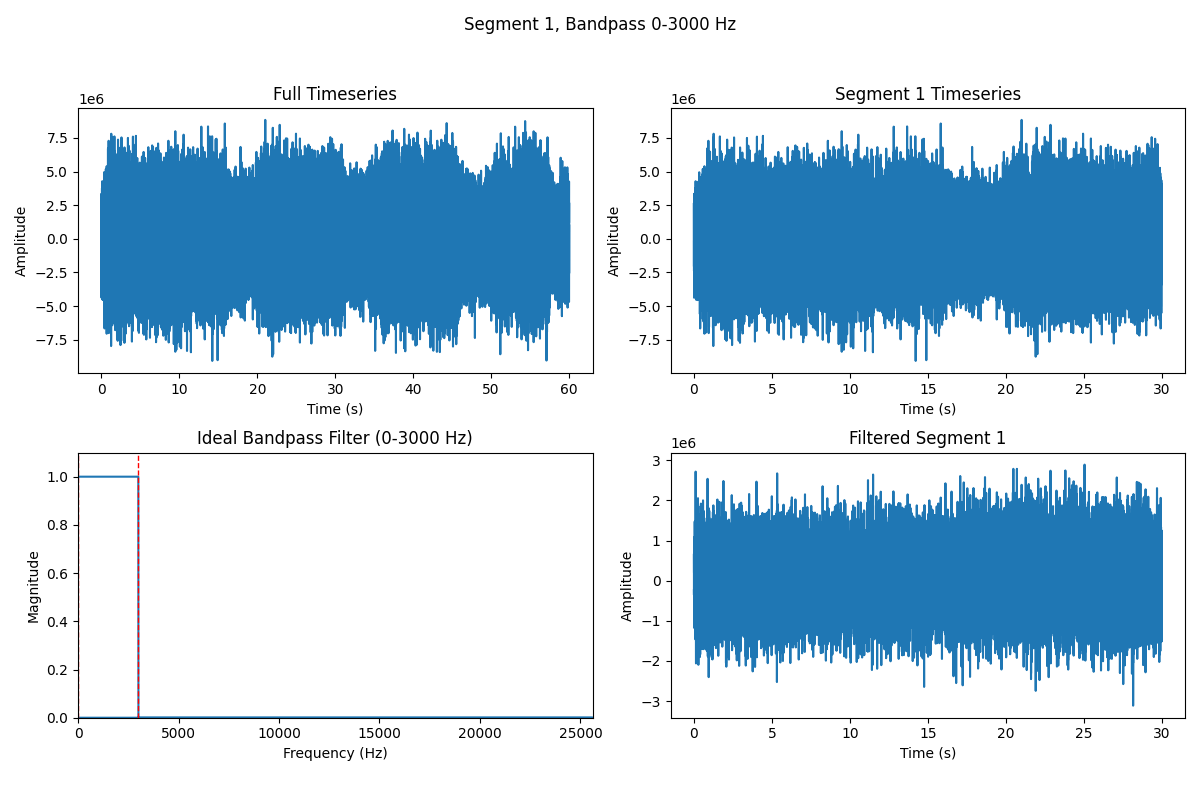 Segment 1, Bandpass 0-3000 Hz
Full Timeseries
1e6
7.5
5.0
2.5
0.0
−2.5
−5.0
−7.5
Amplitude
0 10 20 30 40 50 60
Time (s)
Segment 1 Timeseries
1e6
7.5
5.0
2.5
0.0
−2.5
−5.0
−7.5
Amplitude
0 5 10 15 20 25 30
Time (s)
Ideal Bandpass Filter (0-3000 Hz)
1.0
0.8
0.6
0.4
0.2
0.0
Magnitude
0 5000 10000 15000 20000 25000
Frequency (Hz)
Filtered Segment 1
1e6
3
2
1
0
−1
−2
−3
Amplitude
0 5 10 15 20 25 30
Time (s)